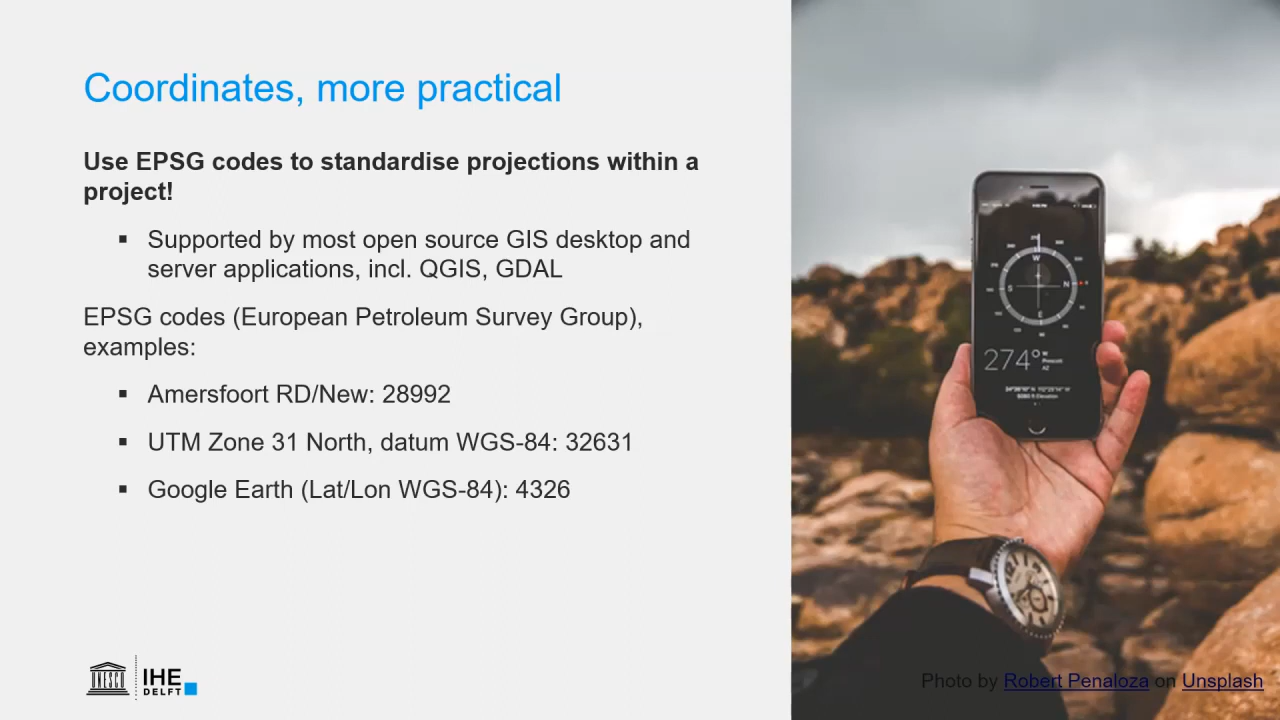 Coordinates, more practical
Use EPSG codes to standardise projections within a
project!
▪ Supported by most open source GIS desktop and
server applications, incl. QGIS, GDAL
EPSG codes (European Petroleum Survey Group),
examples:
▪ Amersfoort RD/New: 28992
▪ UTM Zone 31 North, datum WGS-84: 32631
▪ Google Earth (Lat/Lon WGS-84): 4326
UNESCO
IHE
DELFT
W
S
N
E
274°
Photo by Robert Penaloza on Unsplash